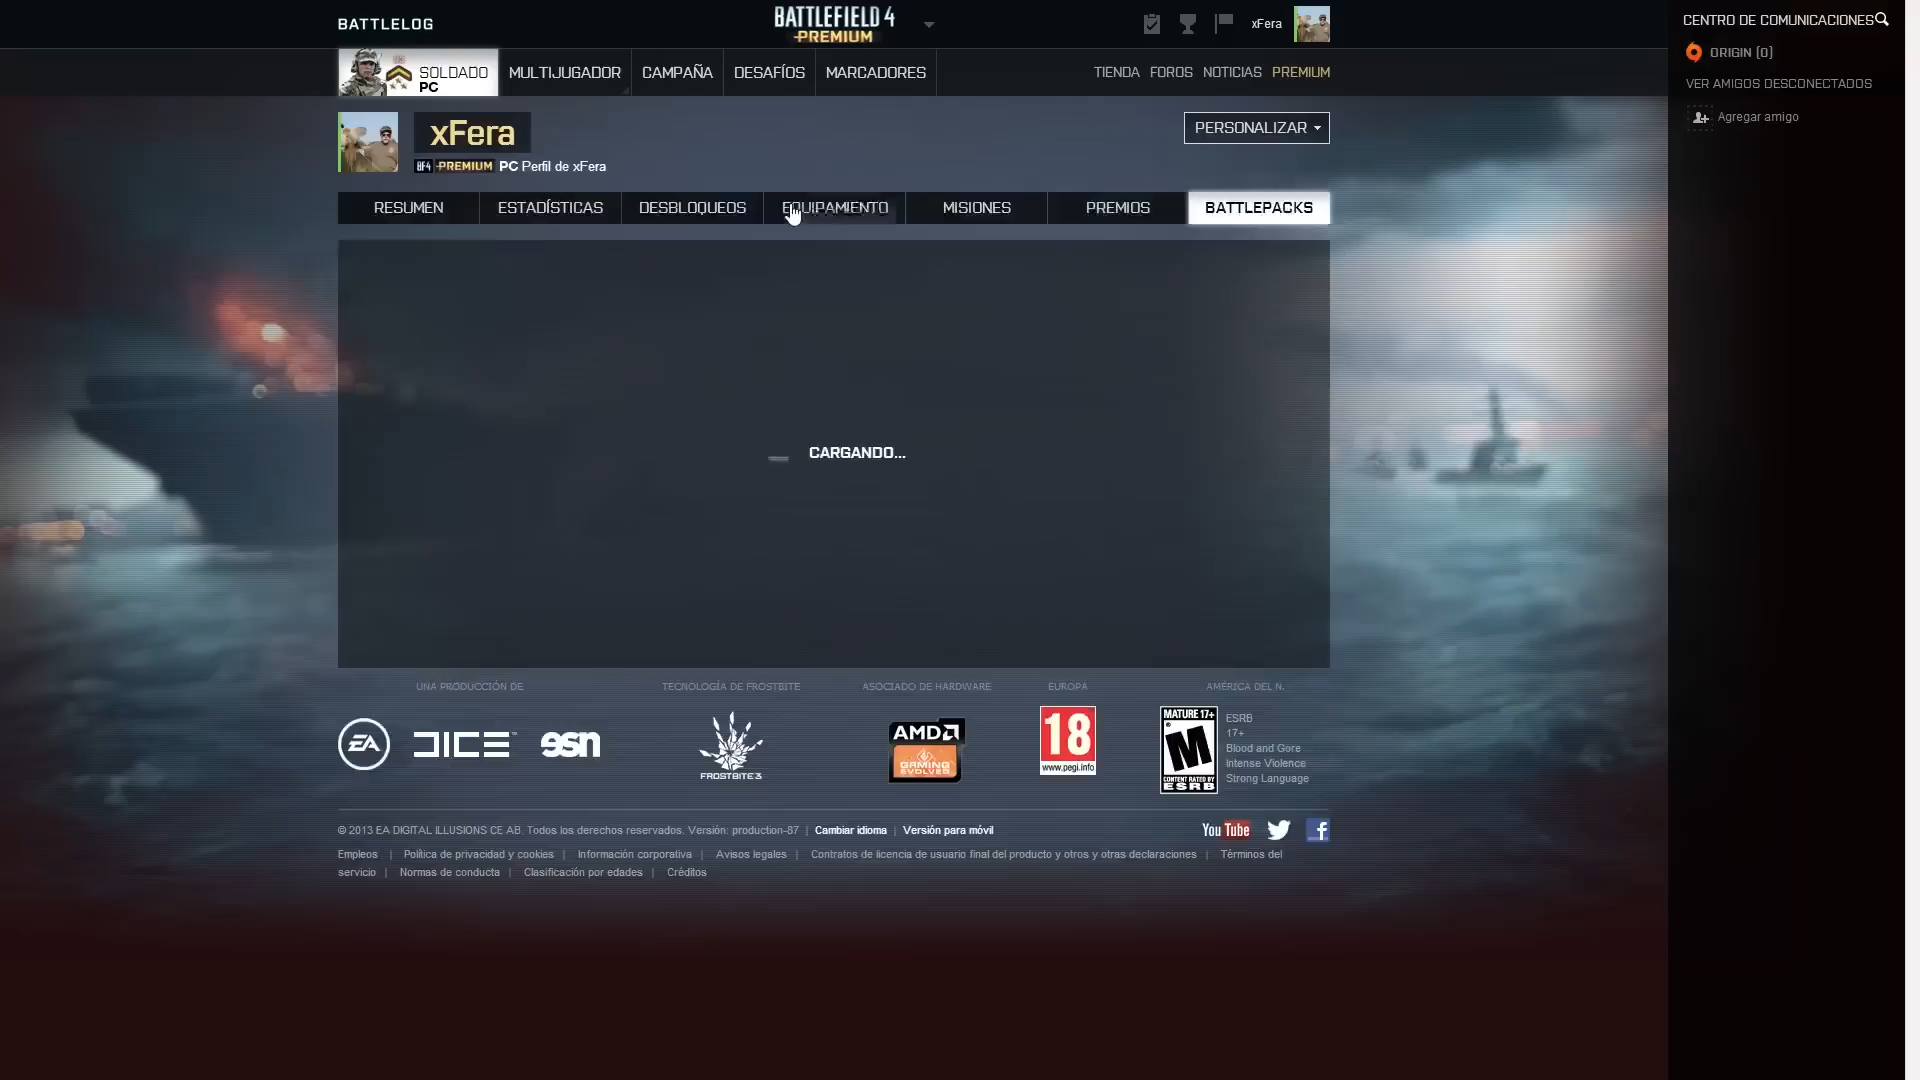 BATTLELOG
BATTLEFIELD 4
PREMIUM
xFera
CENTRO DE COMUNICACIONES
93
SOLDADO
PC
MULTIJUGADOR
CAMPAÑA
DESAFÍOS
MARCADORES
TIENDA
FOROS
NOTICIAS
PREMIUM
ORIGIN (0)
VER AMIGOS DESCONECTADOS
Agregar amigo
xFera
BF4 PREMIUM PC Perfil de xFera
PERSONALIZAR
RESUMEN
ESTADÍSTICAS
DESBLOQUEOS
EQUIPAMIENTO
MISIONES
PREMIOS
BATTLEPACKS
CARGANDO...
UNA PRODUCCIÓN DE
TECNOLOGÍA DE FROSTBITE
ASOCIADO DE HARDWARE
EUROPA
AMÉRICA DEL N.
EA
DICE
esn
FROSTBITE 3
AMD
GAMING
EVOLVED
18
www.pegi.info
MATURE 17+
M
CONTENT RATED BY
ESRB
ESRB
17+
Blood and Gore
Intense Violence
Strong Language
© 2013 EA DIGITAL ILLUSIONS CE AB. Todos los derechos reservados. Versión: production-87 | Cambiar idioma | Versión para móvil
YouTube
Empleos | Política de privacidad y cookies | Información corporativa | Avisos legales | Contratos de licencia de usuario final del producto y otros y otras declaraciones | Términos del
servicio | Normas de conducta | Clasificación por edades | Créditos